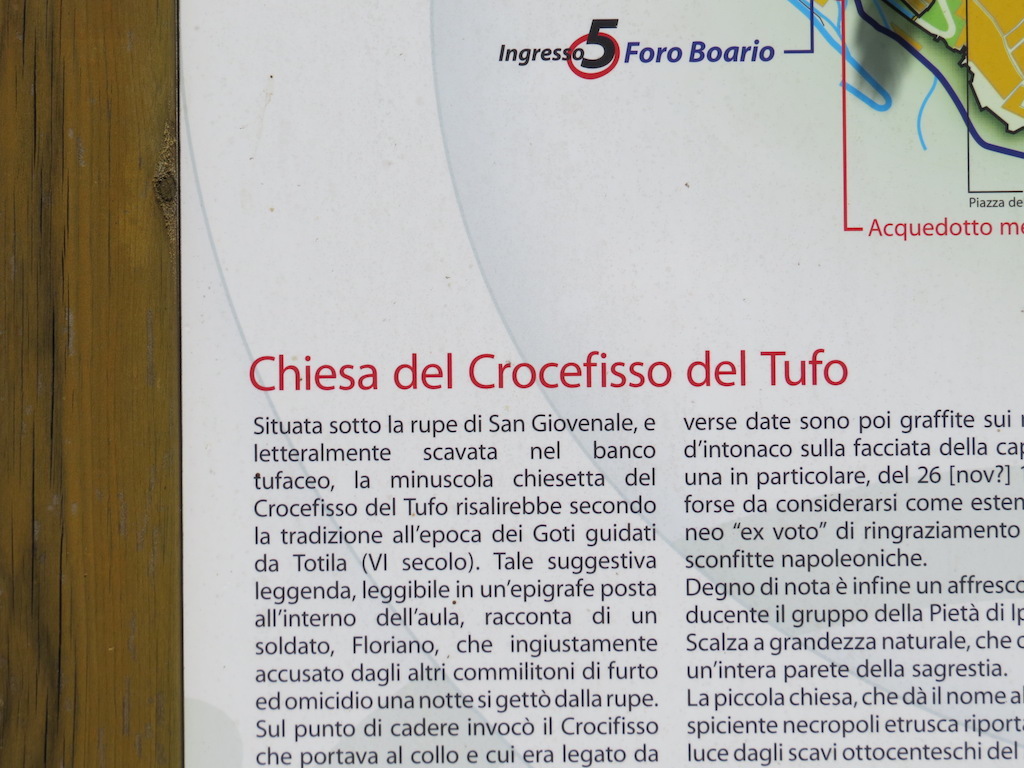 Ingresso 5 Foro Boario
Piazza de
Acquedotto
Chiesa del Crocefisso del Tufo
Situata sotto la rupe di San Giovenale, e
letteralmente scavata nel banco
tufaceo, la minuscola chiesetta del
Crocefisso del Tufo risalirebbe secondo
la tradizione all'epoca dei Goti guidati
da Totila (VI secolo). Tale suggestiva
leggenda, leggibile in un'epigrafe posta
all'interno dell'aula, racconta di un
soldato, Floriano, che ingiustamente
accusato dagli altri commilitoni di furto
ed omicidio una notte si gettò dalla rupe.
Sul punto di cadere invocò il Crocifisso
che portava al collo e cui era legato da
verse date sono poi graffite sui
d'intonaco sulla facciata della
una in particolare, del 26 [nov?]
forse da considerarsi come
neo “ex voto” di ringraziamento
sconfitte napoleoniche.
Degno di nota è infine un affresco
ducente il gruppo della Pietà di
Scalza a grandezza naturale, che
un'intera parete della sagrestia.
La piccola chiesa, che dà il nome
spiciente necropoli etrusca
luce dagli scavi ottocenteschi del